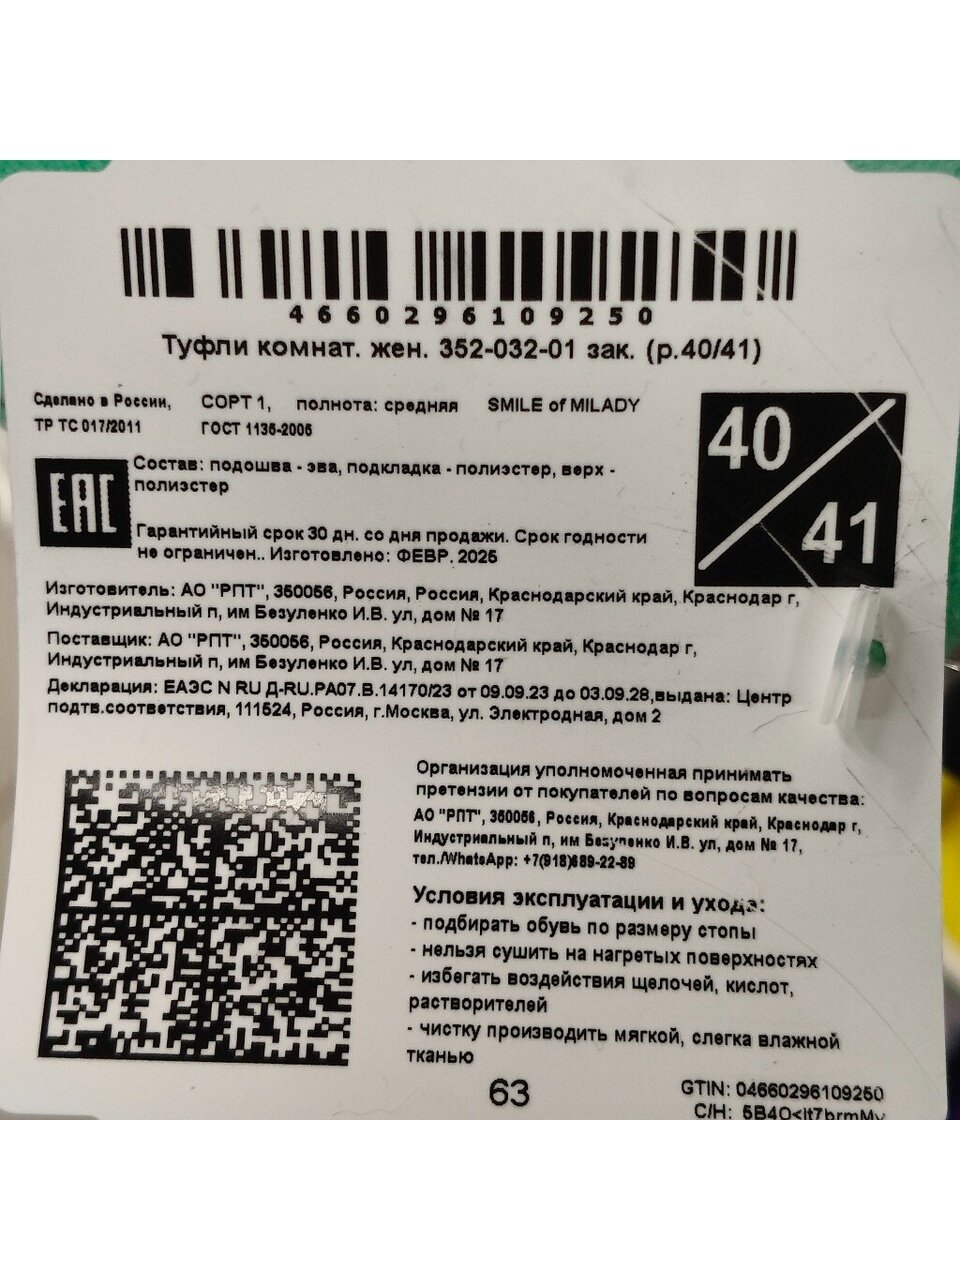 4660296109250
Туфли комнат. жен. 352-032-01 зак. (р.40/41)
Сделано в России, СОРТ 1, полнота: средняя SMILE of MILADY
ТР ТС 017/2011 ГОСТ 1135-2005
40
41
EAC
Состав: подошва - эва, подкладка - полиэстер, верх -
полиэстер
Гарантийный срок 30 дн. со дня продажи. Срок годности
не ограничен.. Изготовлено: ФЕВР. 2025
Изготовитель: АО "РПТ", 350056, Россия, Россия, Краснодарский край, Краснодар г,
Индустриальный п, им Безуленко И.В. ул, дом № 17
Поставщик: АО "РПТ", 350056, Россия, Краснодарский край, Краснодар г,
Индустриальный п, им Безуленко И.В. ул, дом № 17
Декларация: ЕАЭС N RU Д-RU.РА07.В.14170/23 от 09.09.23 до 03.09.28,выдана: Центр
подтв.соответствия, 111524, Россия, г.Москва, ул. Электродная, дом 2
Организация уполномоченная принимать
претензии от покупателей по вопросам качества:
АО "РПТ", 350056, Россия, Краснодарский край, Краснодар г,
Индустриальный п, им Безуленко И.В. ул, дом № 17,
тел./WhatsApp: +7(918)689-22-89
Условия эксплуатации и ухода:
- подбирать обувь по размеру стопы
- нельзя сушить на нагретых поверхностях
- избегать воздействия щелочей, кислот,
растворителей
- чистку производить мягкой, слегка влажной
тканью
63
GTIN: 04660296109250
С/Н: